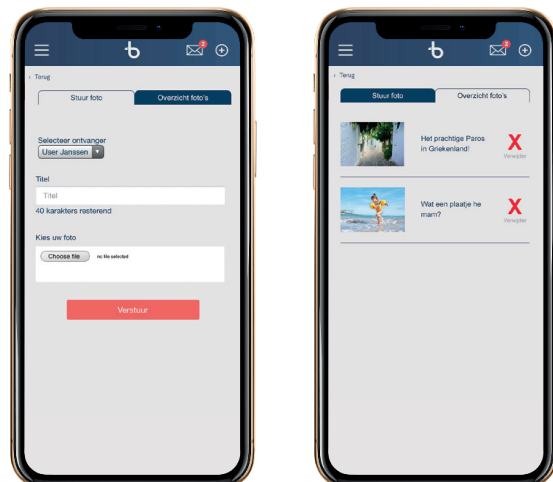 2
‹ Terug
Stuur foto
Overzicht foto's
Selecteer ontvanger
User Janssen
Titel
Titel
40 karakters rasterend
Kies uw foto
Choose file no file selected
Verstuur
2
‹ Terug
Stuur foto
Overzicht foto's
Het prachtige Paros
in Griekenland!
X
Verwijder
Wat een plaatje he
mam?
X
Verwijder